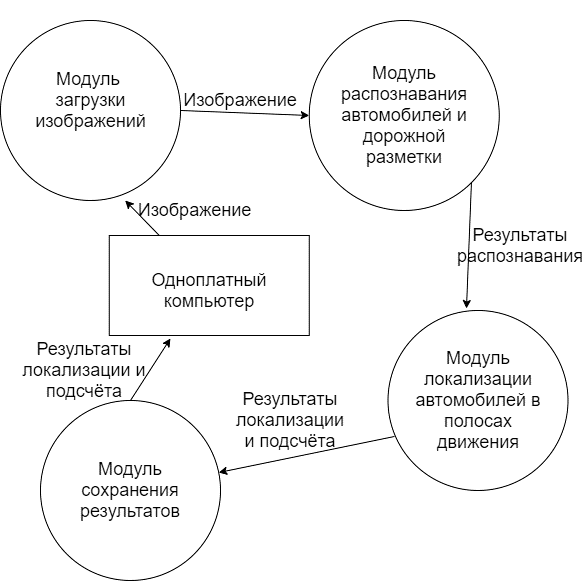 Модуль
загрузки
изображений
Изображение
Модуль
распознавания
автомобилей и
дорожной
разметки
Изображение
Результаты
распознавания
Одноплатный
компьютер
Результаты
локализации и
подсчёта
Модуль
локализации
автомобилей в
полосах
движения
Результаты
локализации
и подсчёта
Модуль
сохранения
результатов